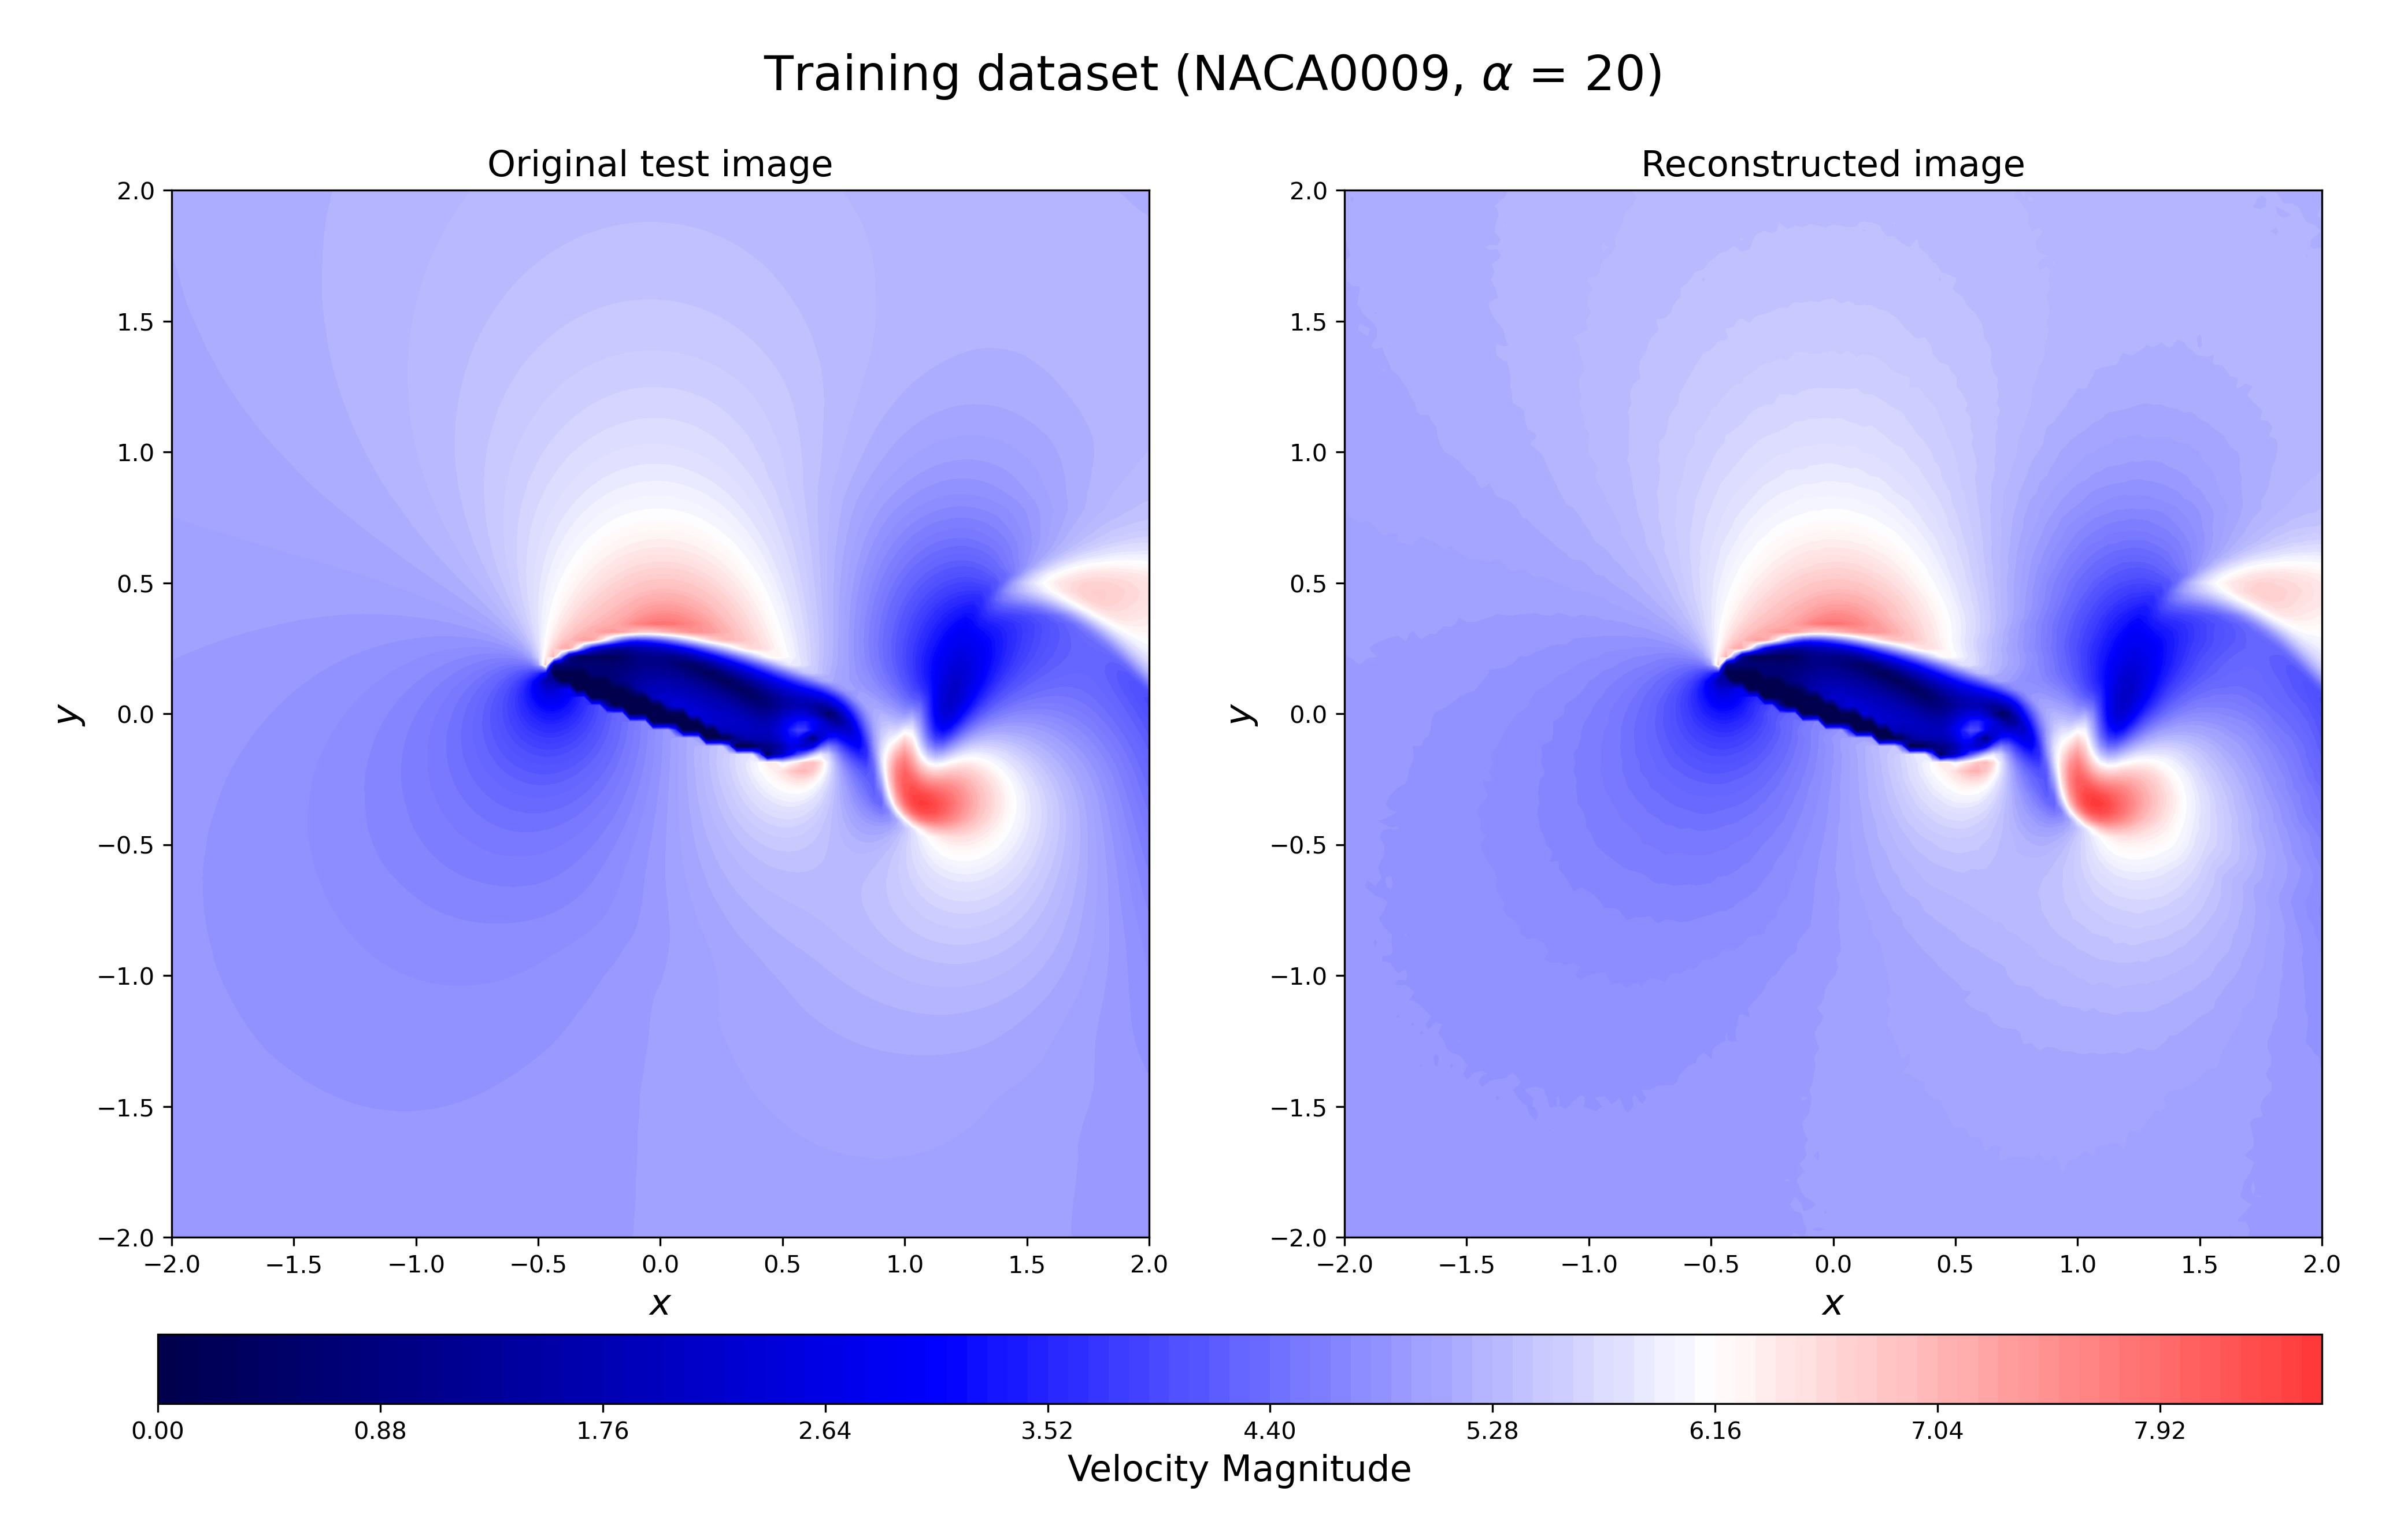 Training dataset (NACA0009, α = 20)
Original test image
2.0
1.5
1.0
0.5
0.0
−0.5
−1.0
−1.5
−2.0
y
−2.0 −1.5 −1.0 −0.5 0.0 0.5 1.0 1.5 2.0
x
Reconstructed image
2.0
1.5
1.0
0.5
0.0
−0.5
−1.0
−1.5
−2.0
y
−2.0 −1.5 −1.0 −0.5 0.0 0.5 1.0 1.5 2.0
x
0.00 0.88 1.76 2.64 3.52 4.40 5.28 6.16 7.04 7.92
Velocity Magnitude